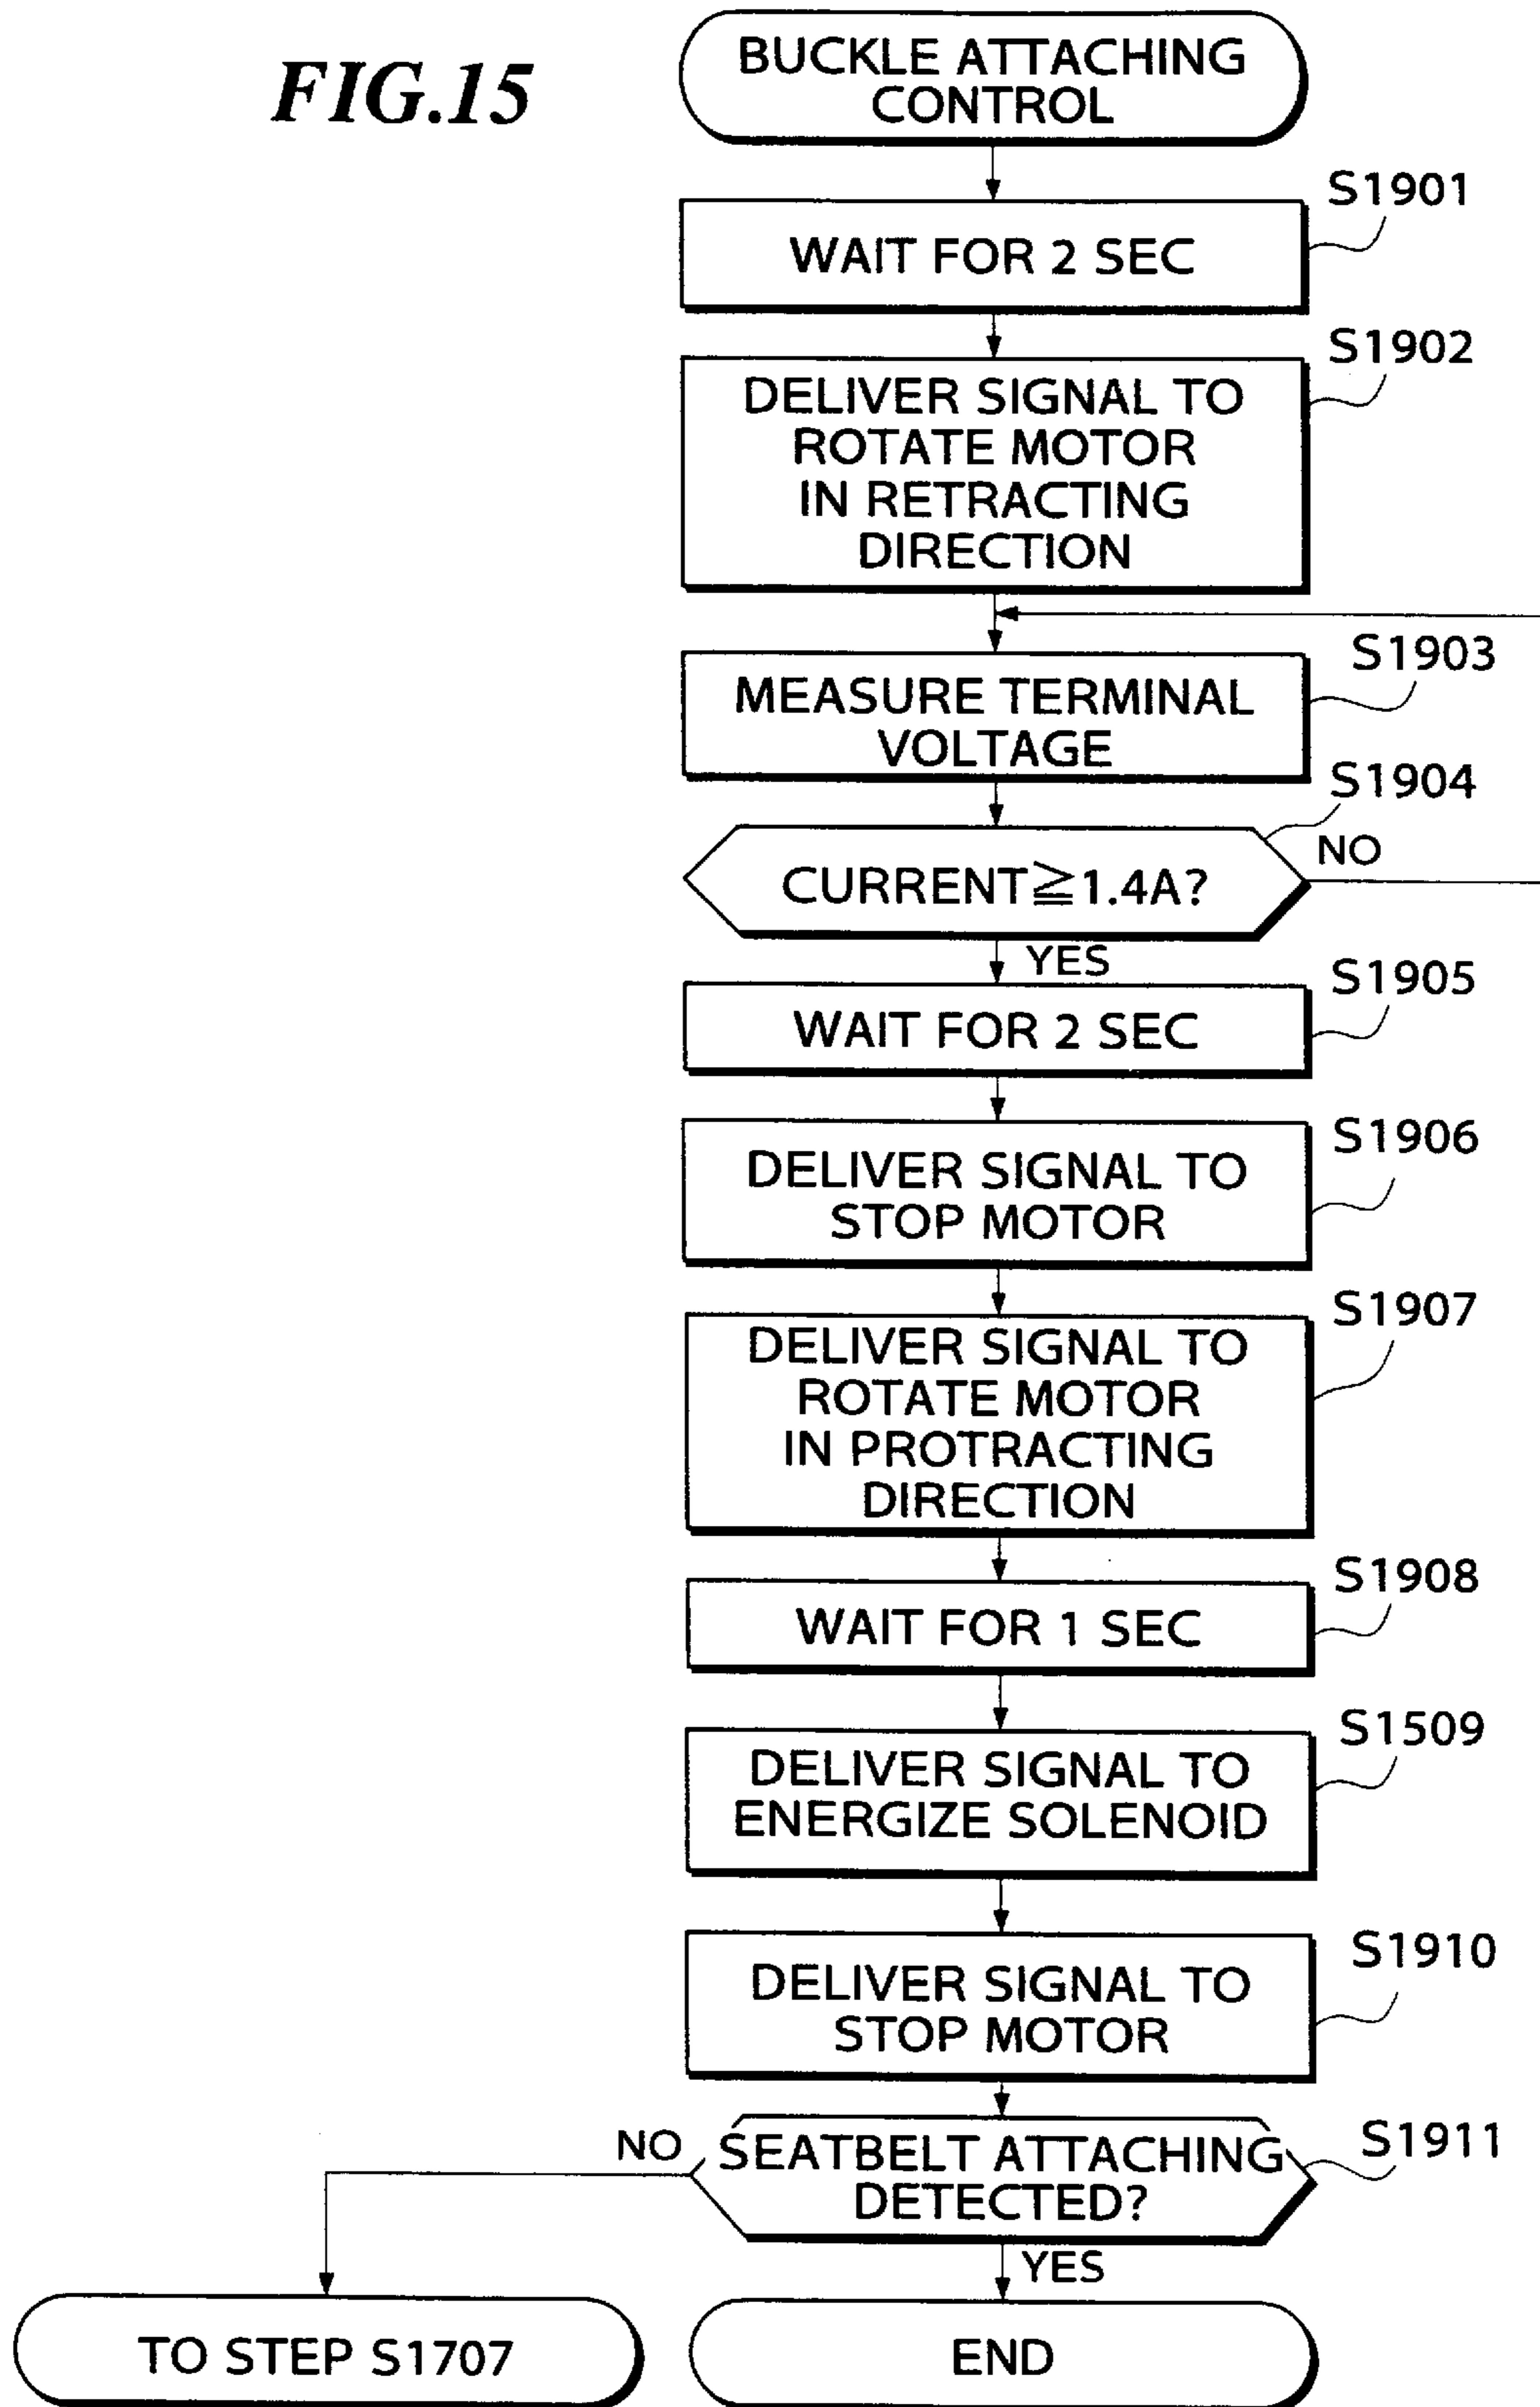 FIG.15
BUCKLE ATTACHING
CONTROL
S1901
WAIT FOR 2 SEC
S1902
DELIVER SIGNAL TO
ROTATE MOTOR
IN RETRACTING
DIRECTION
S1903
MEASURE TERMINAL
VOLTAGE
S1904
NO
CURRENT≧1.4A?
YES
S1905
WAIT FOR 2 SEC
S1906
DELIVER SIGNAL TO
STOP MOTOR
S1907
DELIVER SIGNAL TO
ROTATE MOTOR
IN PROTRACTING
DIRECTION
S1908
WAIT FOR 1 SEC
S1509
DELIVER SIGNAL TO
ENERGIZE SOLENOID
S1910
DELIVER SIGNAL TO
STOP MOTOR
S1911
NO
SEATBELT ATTACHING
DETECTED?
YES
TO STEP S1707
END